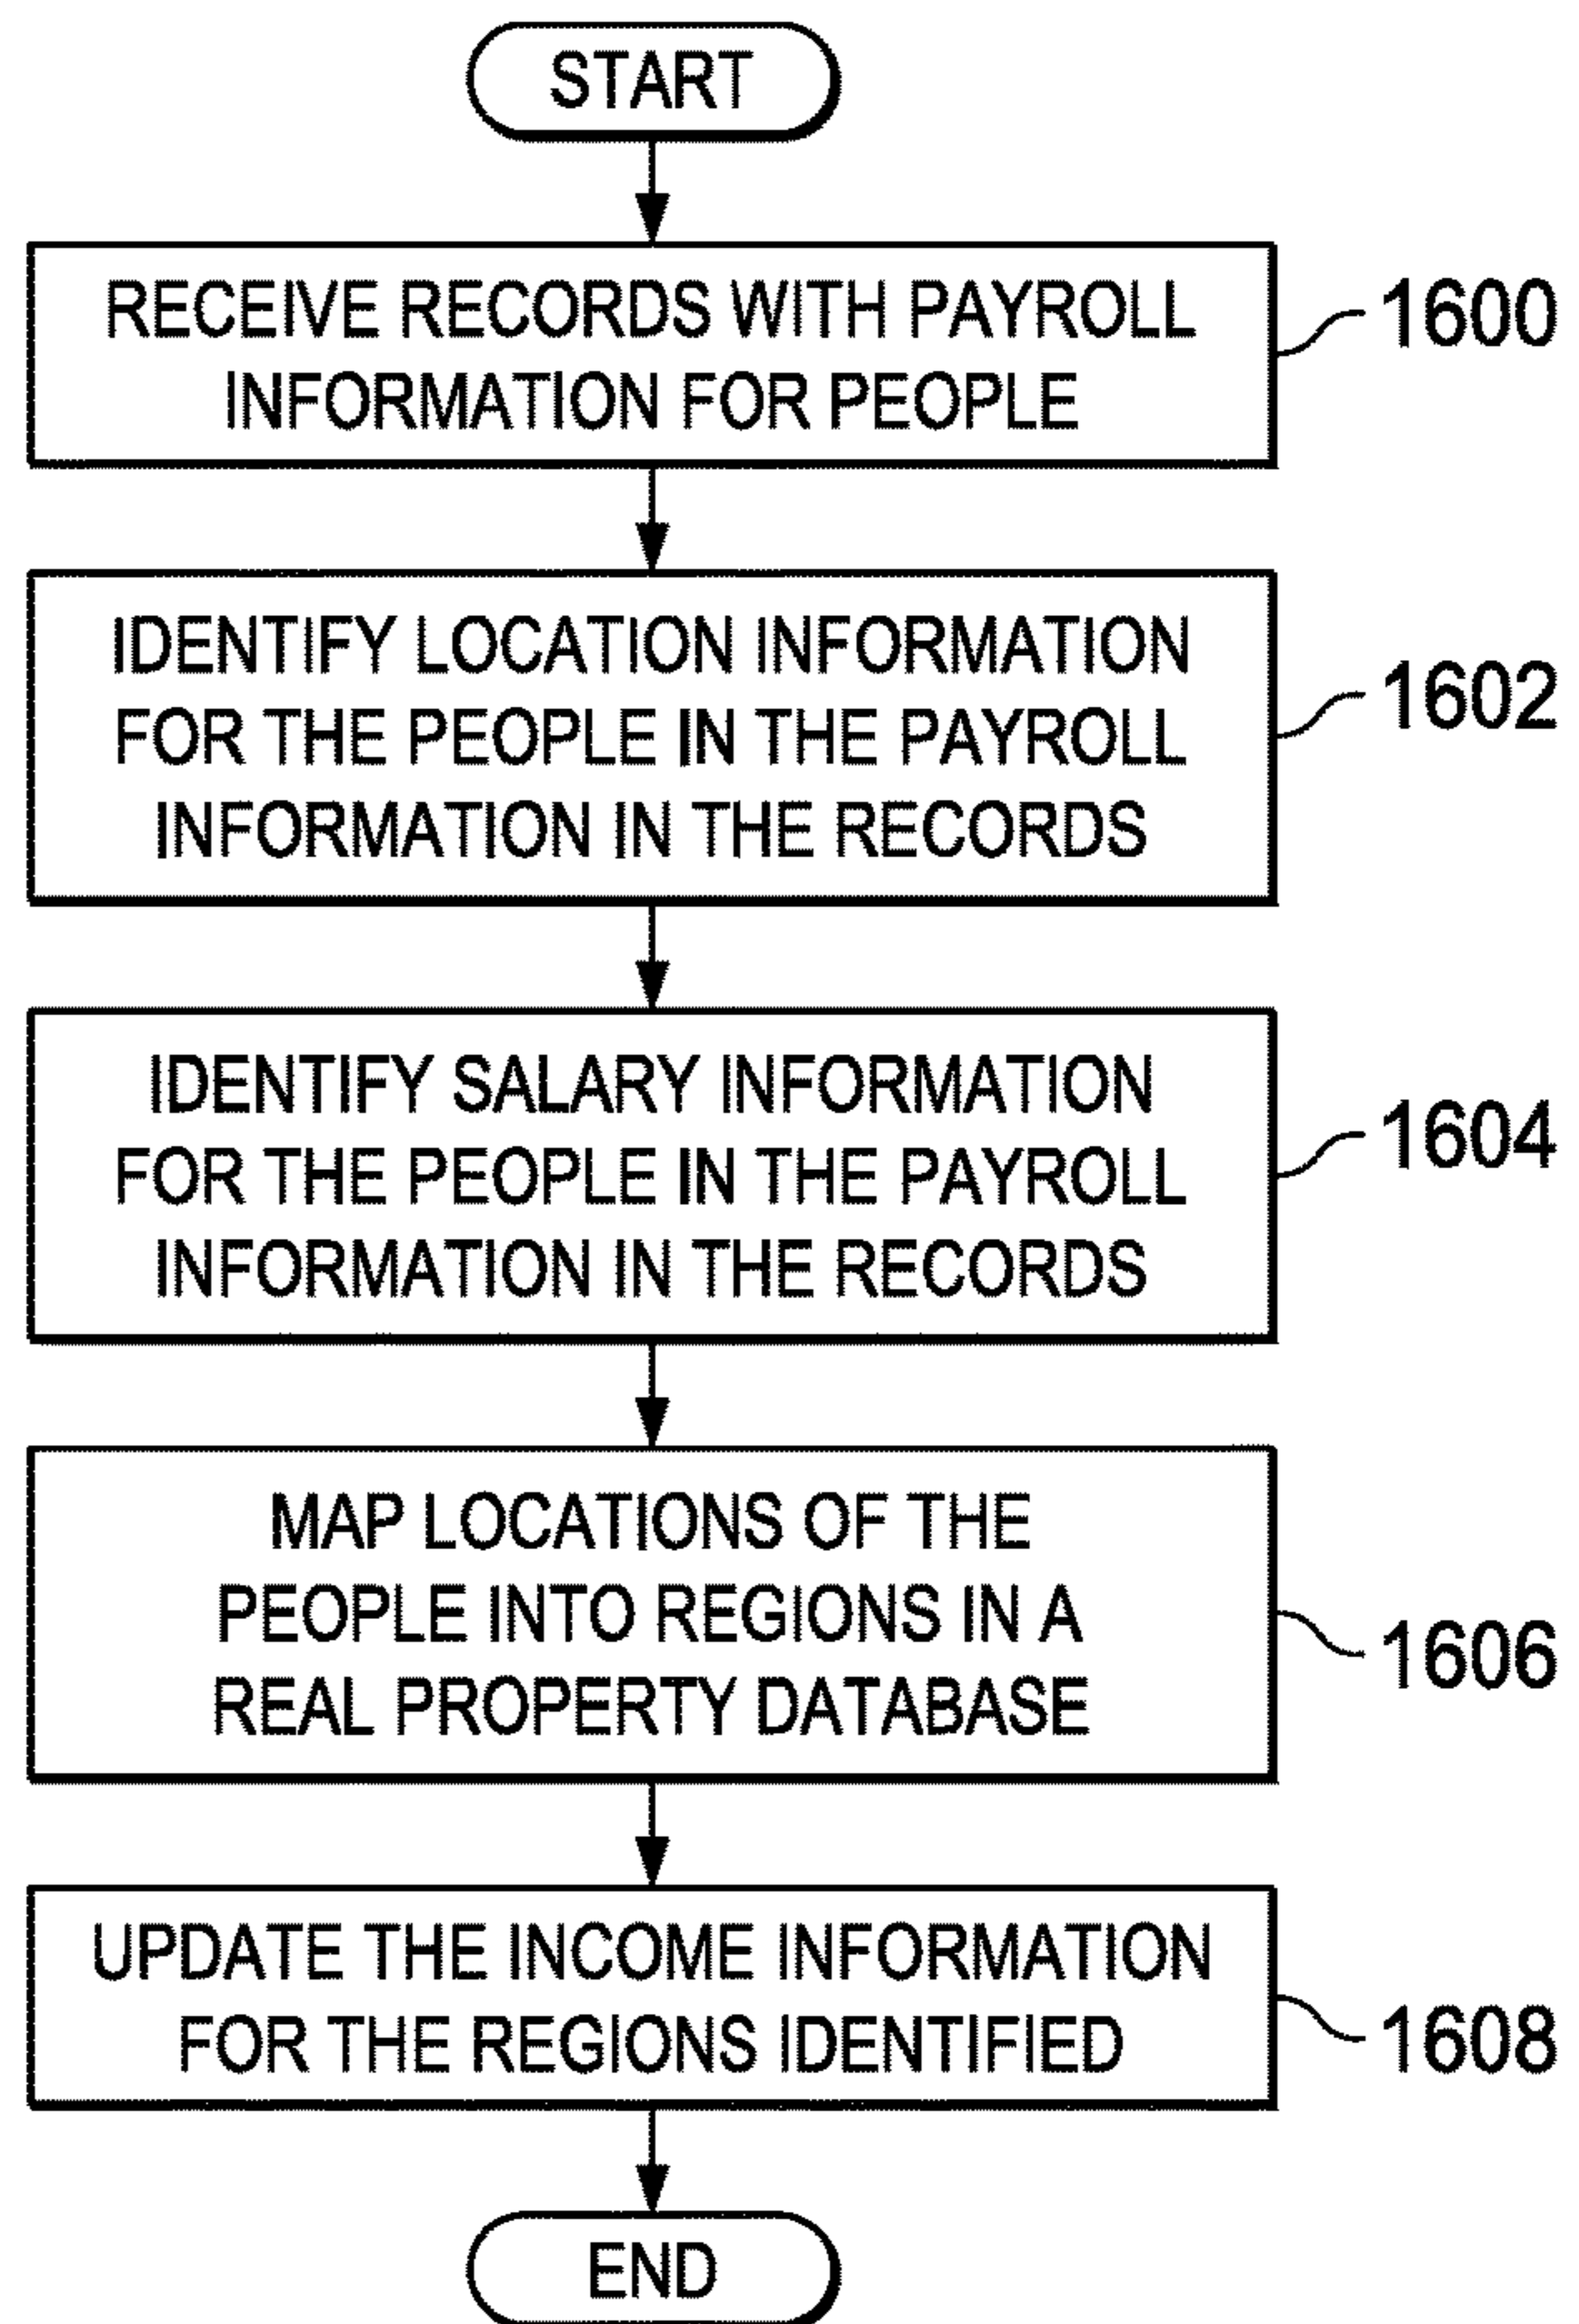 START
RECEIVE RECORDS WITH PAYROLL
INFORMATION FOR PEOPLE
1600
IDENTIFY LOCATION INFORMATION
FOR THE PEOPLE IN THE PAYROLL
INFORMATION IN THE RECORDS
1602
IDENTIFY SALARY INFORMATION
FOR THE PEOPLE IN THE PAYROLL
INFORMATION IN THE RECORDS
1604
MAP LOCATIONS OF THE
PEOPLE INTO REGIONS IN A
REAL PROPERTY DATABASE
1606
UPDATE THE INCOME INFORMATION
FOR THE REGIONS IDENTIFIED
1608
END